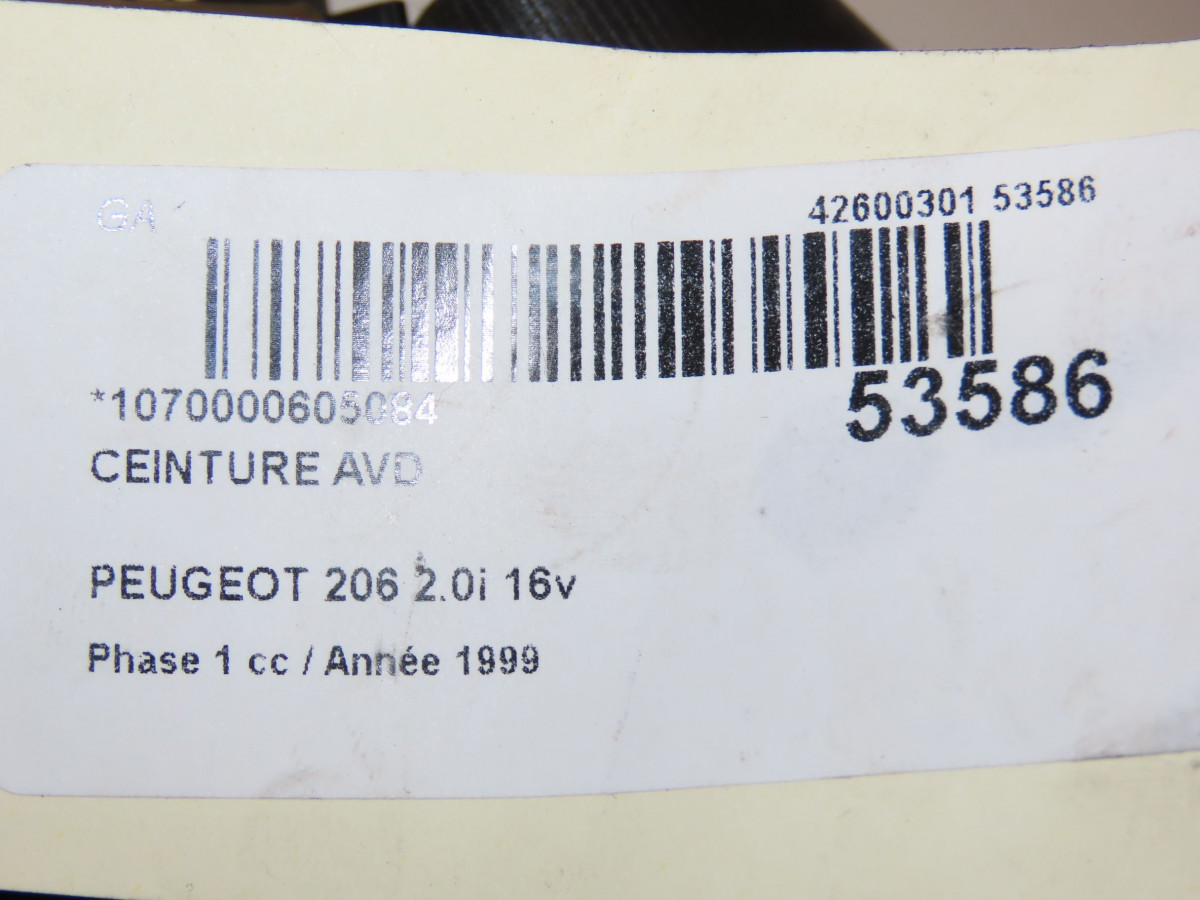 GA
42600301 53586
*1070000605084
53586
CEINTURE AVD
PEUGEOT 206 2.0i 16v
Phase 1 cc / Année 1999